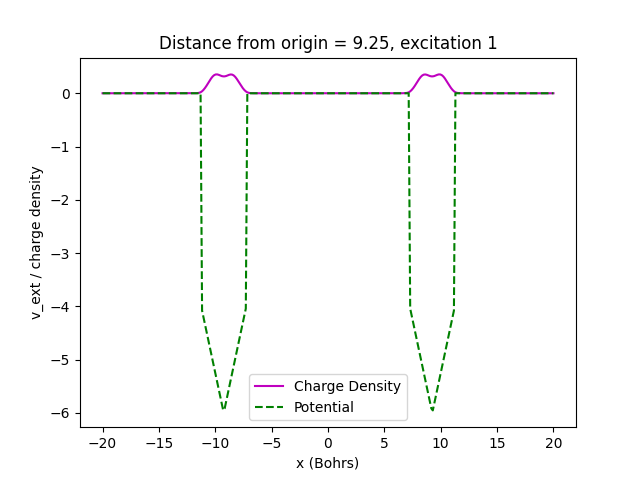 Distance from origin = 9.25, excitation 1
v_ext / charge density
0
−1
−2
−3
−4
−5
−6
Charge Density
Potential
−20 −15 −10 −5 0 5 10 15 20
x (Bohrs)